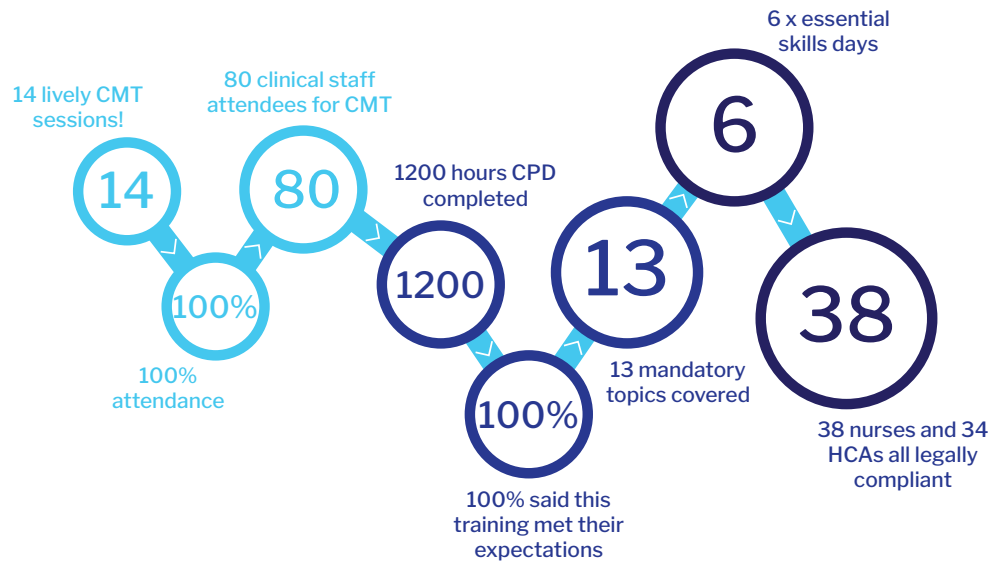 14 lively CMT
sessions!
14
100%
100%
attendance
80 clinical staff
attendees for CMT
80
1200 hours CPD
completed
1200
100%
100% said this
training met their
expectations
13
13 mandatory
topics covered
6 x essential
skills days
6
38
38 nurses and 34
HCAs all legally
compliant